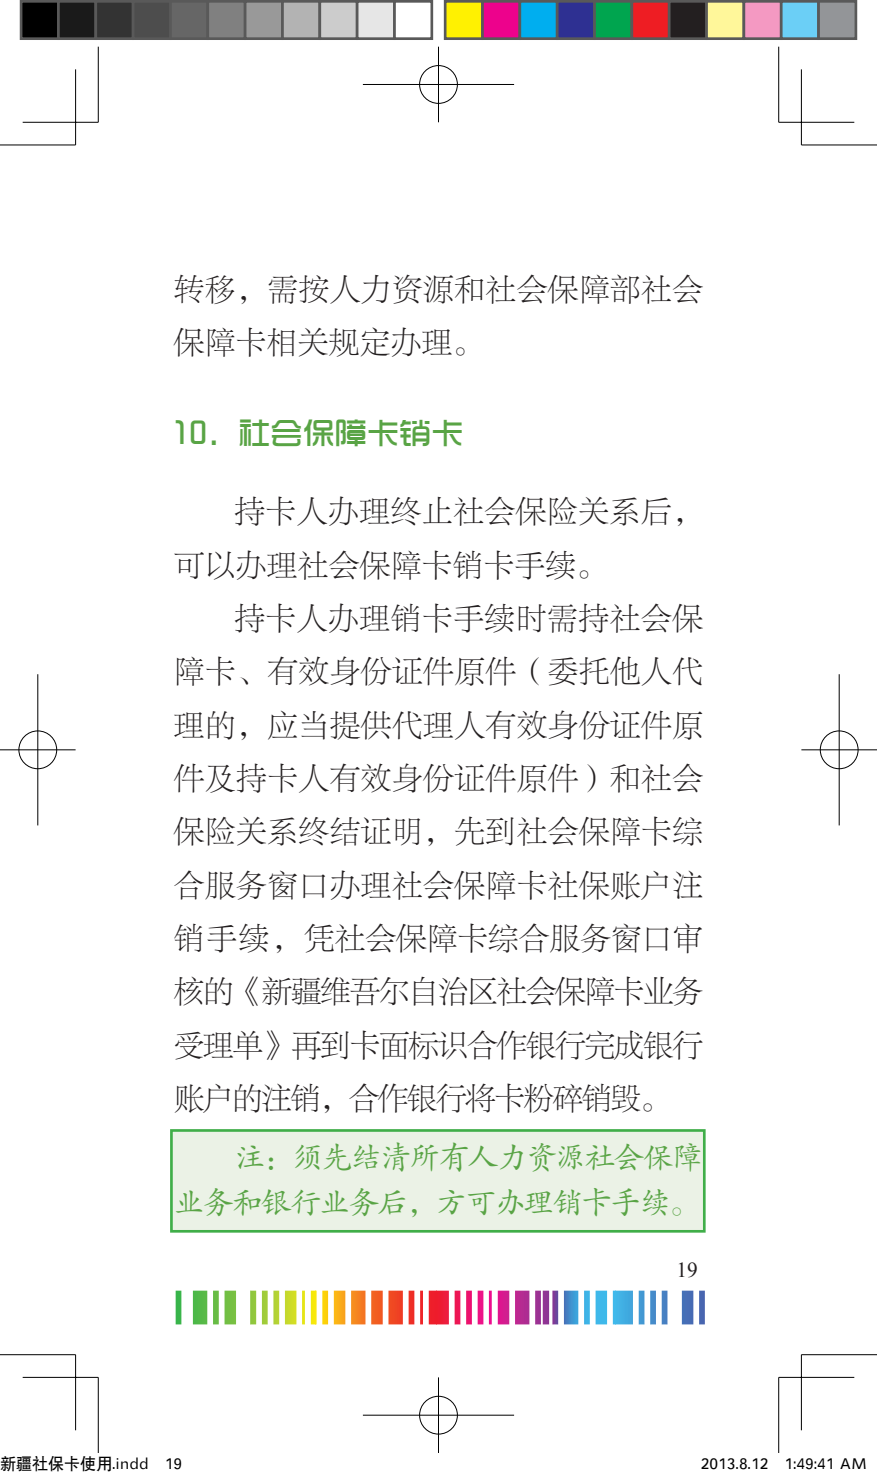 转移，需按人力资源和社会保障部社会
保障卡相关规定办理。
10. 社会保障卡销卡
持卡人办理终止社会保险关系后，
可以办理社会保障卡销卡手续。
持卡人办理销卡手续时需持社会保
障卡、有效身份证件原件（委托他人代
理的，应当提供代理人有效身份证件原
件及持卡人有效身份证件原件）和社会
保险关系终结证明，先到社会保障卡综
合服务窗口办理社会保障卡社保账户注
销手续，凭社会保障卡综合服务窗口审
核的《新疆维吾尔自治区社会保障卡业务
受理单》再到卡面标识合作银行完成银行
账户的注销，合作银行将卡粉碎销毁。
注：须先结清所有人力资源社会保障
业务和银行业务后，方可办理销卡手续。
19
新疆社保卡使用.indd 19
2013.8.12 1:49:41 AM